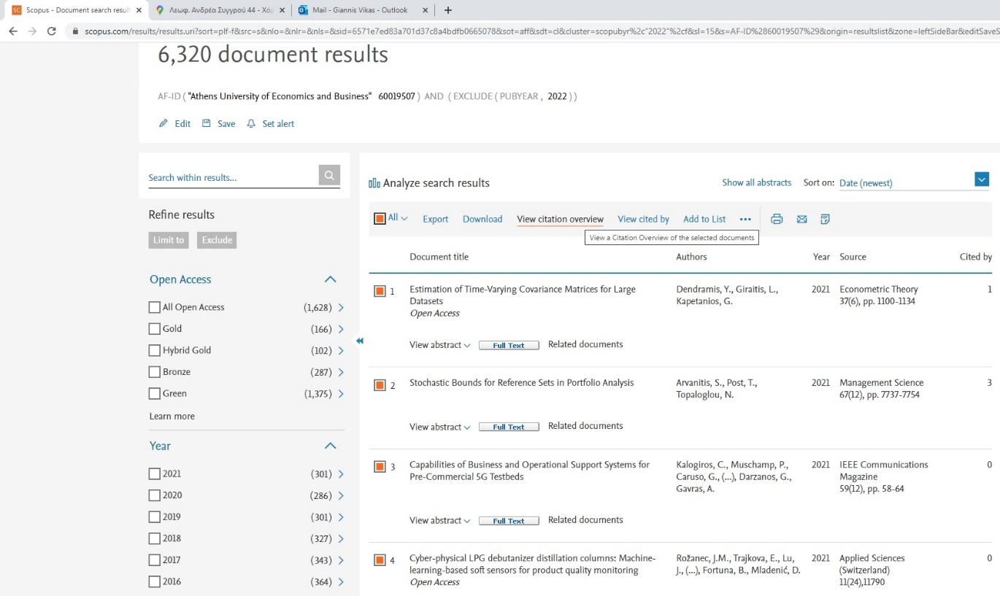 Scopus - Document search result
Λεωφ. Ανδρέα Συγγρού 44 - Χάρ
Mail - Giannis Vikas - Outlook
scopus.com/results/results.uri?sort=plf-f&src=s&nlo=&nlr=&nls=&sid=6571e7ed83a701d37c8a4bdfb0665078&sot=aff&sdt=cl&cluster=scopubyr%2c"2022"%2cf&sl=15&s=AF-ID%2860019507%29&origin=resultslist&zone=leftSideBar&editSaveS
6,320 document results
AF-ID ( "Athens University of Economics and Business" 60019507 ) AND ( EXCLUDE ( PUBYEAR , 2022 ) )
Edit Save Set alert
Search within results...
Refine results
Limit to Exclude
Open Access
All Open Access (1,628)
Gold (166)
Hybrid Gold (102)
Bronze (287)
Green (1,375)
Learn more
Year
2021 (301)
2020 (286)
2019 (301)
2018 (327)
2017 (343)
2016 (364)
Analyze search results
Show all abstracts Sort on: Date (newest)
All Export Download View citation overview View cited by Add to List •••
View a Citation Overview of the selected documents
Document title Authors Year Source Cited by
1 Estimation of Time-Varying Covariance Matrices for Large Dendramis, Y., Giraitis, L., 2021 Econometric Theory 1
Datasets Kapetanios, G. 37(6), pp. 1100-1134
Open Access
View abstract Full Text Related documents
2 Stochastic Bounds for Reference Sets in Portfolio Analysis Arvanitis, S., Post, T., 2021 Management Science 3
Topaloglou, N. 67(12), pp. 7737-7754
View abstract Full Text Related documents
3 Capabilities of Business and Operational Support Systems for Kalogiros, C., Muschamp, P., 2021 IEEE Communications 0
Pre-Commercial 5G Testbeds Caruso, G., (...), Darzanos, G., Magazine
Gavras, A. 59(12), pp. 58-64
View abstract Full Text Related documents
4 Cyber-physical LPG debutanizer distillation columns: Machine- Rožanec, J.M., Trajkova, E., Lu, 2021 Applied Sciences 0
learning-based soft sensors for product quality monitoring J., (...), Fortuna, B., Mladenić, D. (Switzerland)
Open Access 11(24),11790